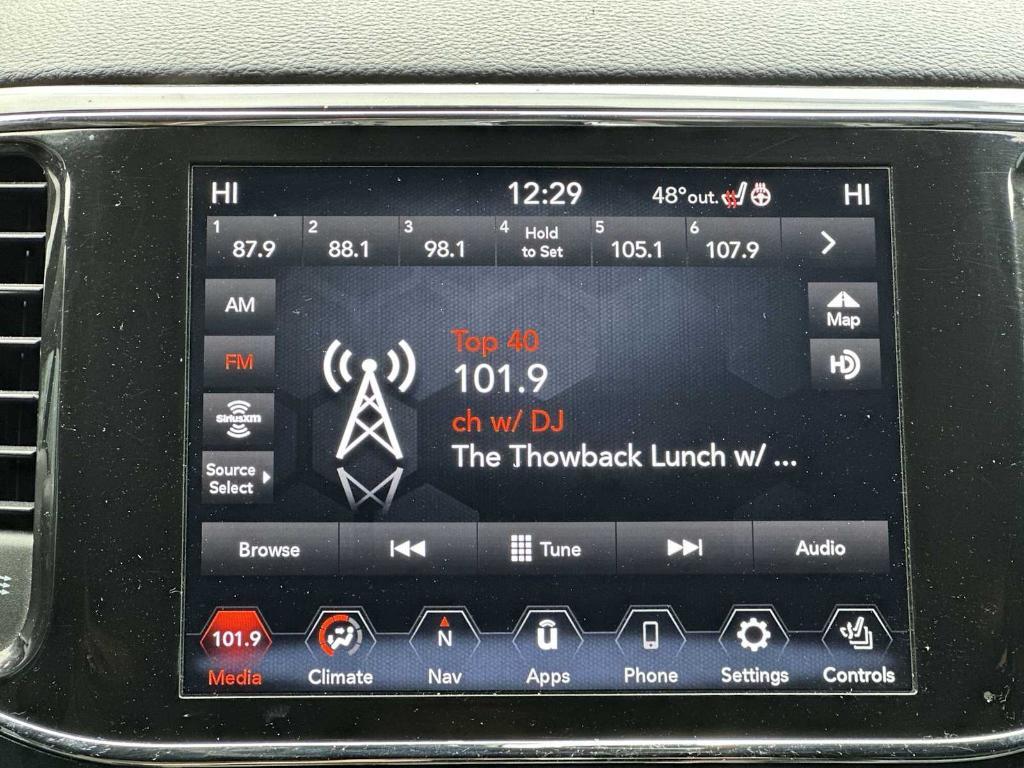 HI 12:29 48°out. HI
1 87.9 2 88.1 3 98.1 4 Hold to Set 5 105.1 6 107.9
AM
Map
FM
HD
Top 40
101.9
ch w/ DJ
The Thowback Lunch w/ ...
SiriusXM
Source
Select
Browse Tune Audio
101.9 N ū
Media Climate Nav Apps Phone Settings Controls